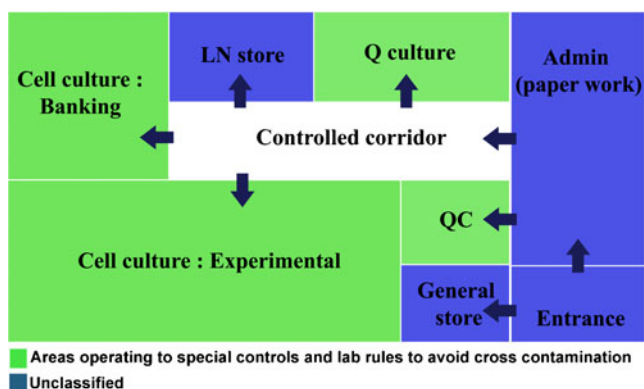 Cell culture :
Banking
LN store
Q culture
Admin
(paper work)
Controlled corridor
QC
Cell culture : Experimental
General
store
Entrance
Areas operating to special controls and lab rules to avoid cross contamination
Unclassified